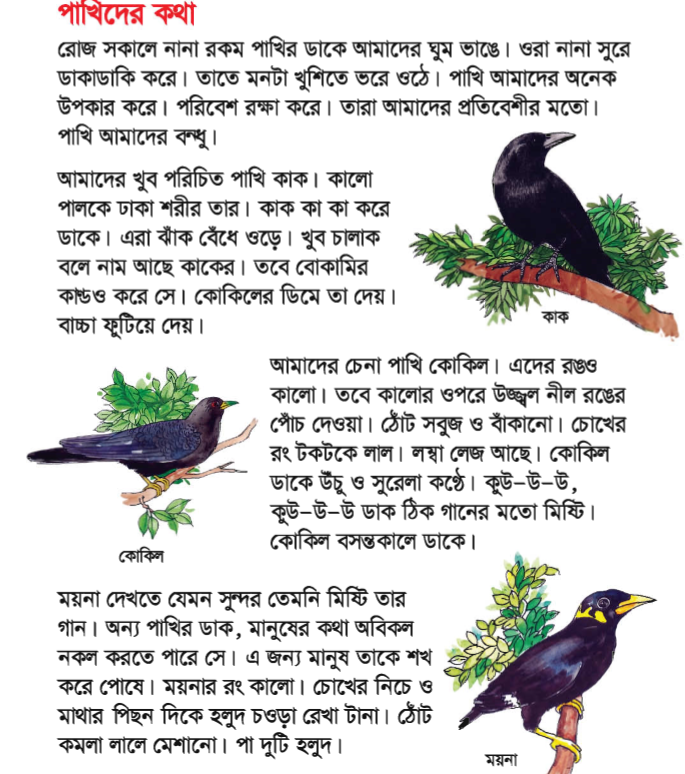 পাখিদের কথা
রোজ সকালে নানা রকম পাখির ডাকে আমাদের ঘুম ভাঙে। ওরা নানা সুরে
ডাকাডাকি করে। তাতে মনটা খুশিতে ভরে ওঠে। পাখি আমাদের অনেক
উপকার করে। পরিবেশ রক্ষা করে। তারা আমাদের প্রতিবেশীর মতো।
পাখি আমাদের বন্ধু।
আমাদের খুব পরিচিত পাখি কাক। কালো
পালকে ঢাকা শরীর তার। কাক কা কা করে
ডাকে। এরা ঝাঁক বেঁধে ওড়ে। খুব চালাক
বলে নাম আছে কাকের। তবে বোকামির
কান্ডও করে সে। কোকিলের ডিমে তা দেয়।
বাচ্চা ফুটিয়ে দেয়।
কাক
আমাদের চেনা পাখি কোকিল। এদের রঙও
কালো। তবে কালোর ওপরে উজ্জ্বল নীল রঙের
পোঁচ দেওয়া। ঠোঁট সবুজ ও বাঁকানো। চোখের
রং টকটকে লাল। লম্বা লেজ আছে। কোকিল
ডাকে উঁচু ও সুরেলা কণ্ঠে। কুউ-উ-উ,
কুউ-উ-উ ডাক ঠিক গানের মতো মিষ্টি।
কোকিল বসন্তকালে ডাকে।
কোকিল
ময়না দেখতে যেমন সুন্দর তেমনি মিষ্টি তার
গান। অন্য পাখির ডাক, মানুষের কথা অবিকল
নকল করতে পারে সে। এ জন্য মানুষ তাকে শখ
করে পোষে। ময়নার রং কালো। চোখের নিচে ও
মাথার পিছন দিকে হলুদ চওড়া রেখা টানা। ঠোঁট
কমলা লালে মেশানো। পা দুটি হলুদ।
ময়না